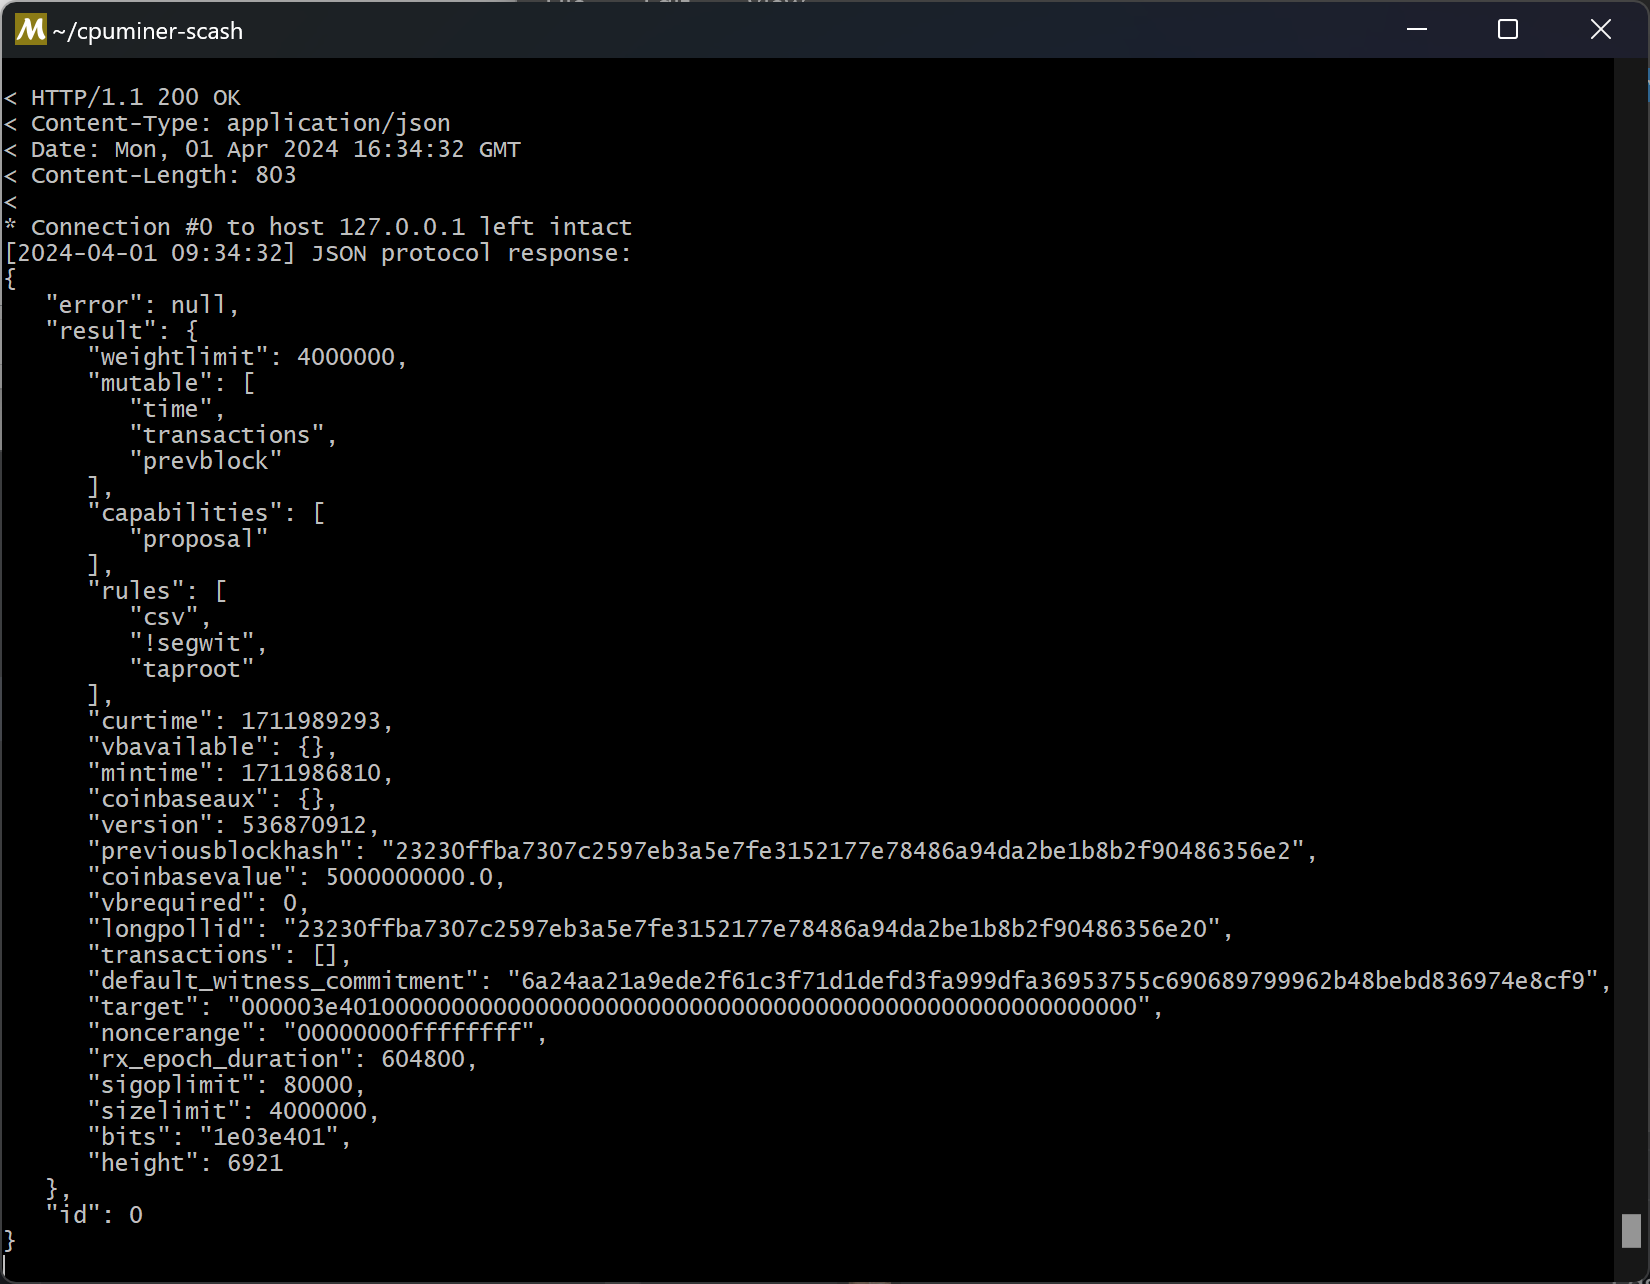 ~/cpuminer-scash
< HTTP/1.1 200 OK
< Content-Type: application/json
< Date: Mon, 01 Apr 2024 16:34:32 GMT
< Content-Length: 803
<
* Connection #0 to host 127.0.0.1 left intact
[2024-04-01 09:34:32] JSON protocol response:
{
   "error": null,
   "result": {
      "weightlimit": 4000000,
      "mutable": [
         "time",
         "transactions",
         "prevblock"
      ],
      "capabilities": [
         "proposal"
      ],
      "rules": [
         "csv",
         "!segwit",
         "taproot"
      ],
      "curtime": 1711989293,
      "vbavailable": {},
      "mintime": 1711986810,
      "coinbaseaux": {},
      "version": 536870912,
      "previousblockhash": "23230ffba7307c2597eb3a5e7fe3152177e78486a94da2be1b8b2f90486356e2",
      "coinbasevalue": 5000000000.0,
      "vbrequired": 0,
      "longpollid": "23230ffba7307c2597eb3a5e7fe3152177e78486a94da2be1b8b2f90486356e20",
      "transactions": [],
      "default_witness_commitment": "6a24aa21a9ede2f61c3f71d1defd3fa999dfa36953755c690689799962b48bebd836974e8cf9",
      "target": "000003e401000000000000000000000000000000000000000000000000000000",
      "noncerange": "00000000ffffffff",
      "rx_epoch_duration": 604800,
      "sigoplimit": 80000,
      "sizelimit": 4000000,
      "bits": "1e03e401",
      "height": 6921
   },
   "id": 0
}